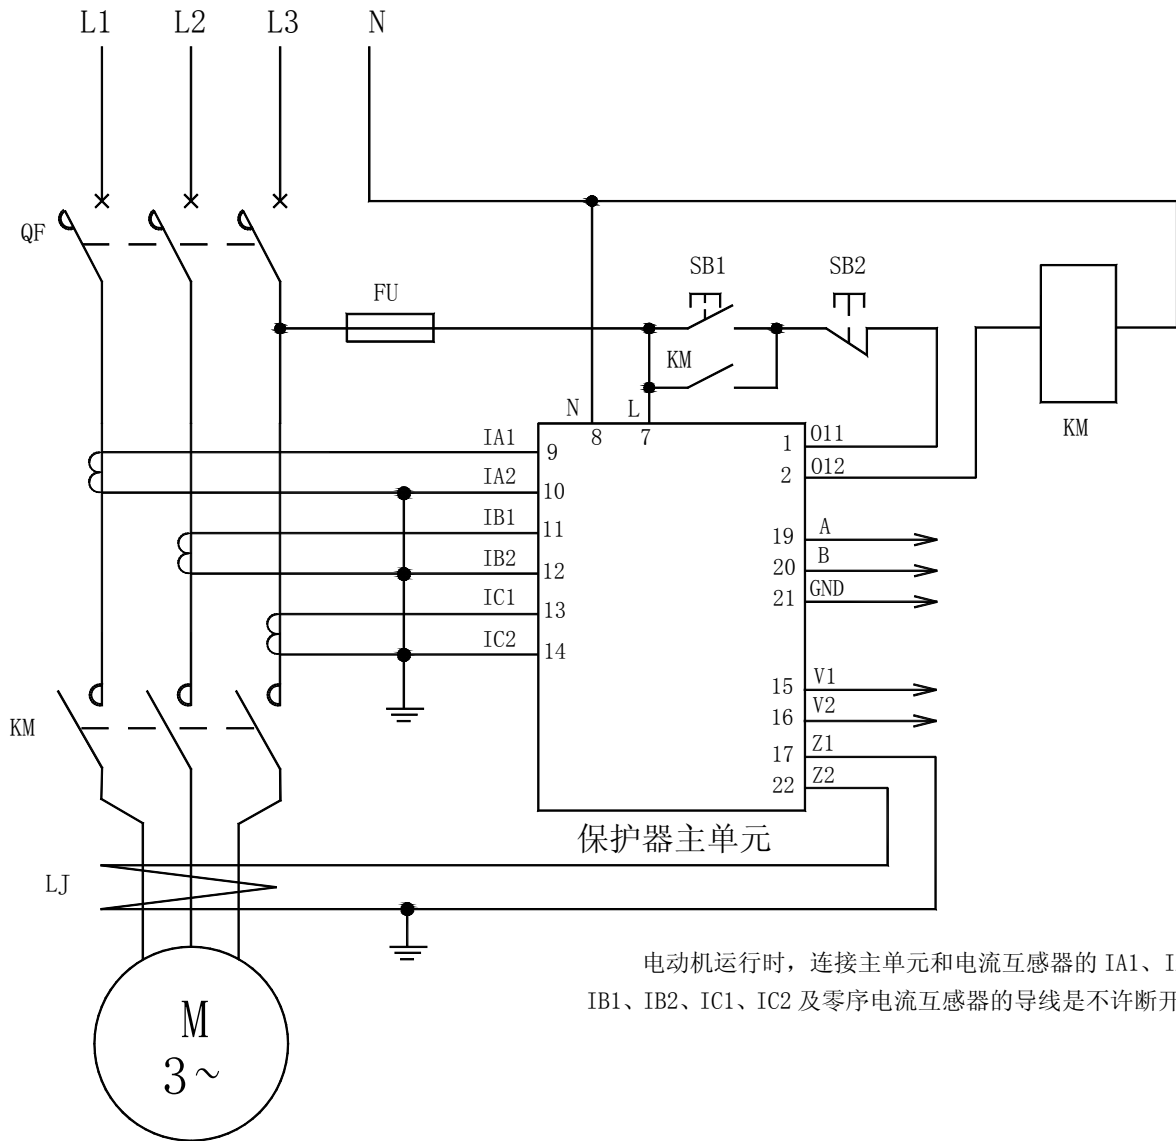 L1 L2 L3 N
QF
FU
SB1 SB2
KM
KM
N L
8 7
IA1
9
IA2
10
IB1
11
IB2
12
IC1
13
IC2
14
1 O11
2 O12
19 A
20 B
21 GND
15 V1
16 V2
17 Z1
22 Z2
KM
保护器主单元
LJ
M
3~
电动机运行时，连接主单元和电流互感器的 IA1、I
IB1、IB2、IC1、IC2 及零序电流互感器的导线是不许断开